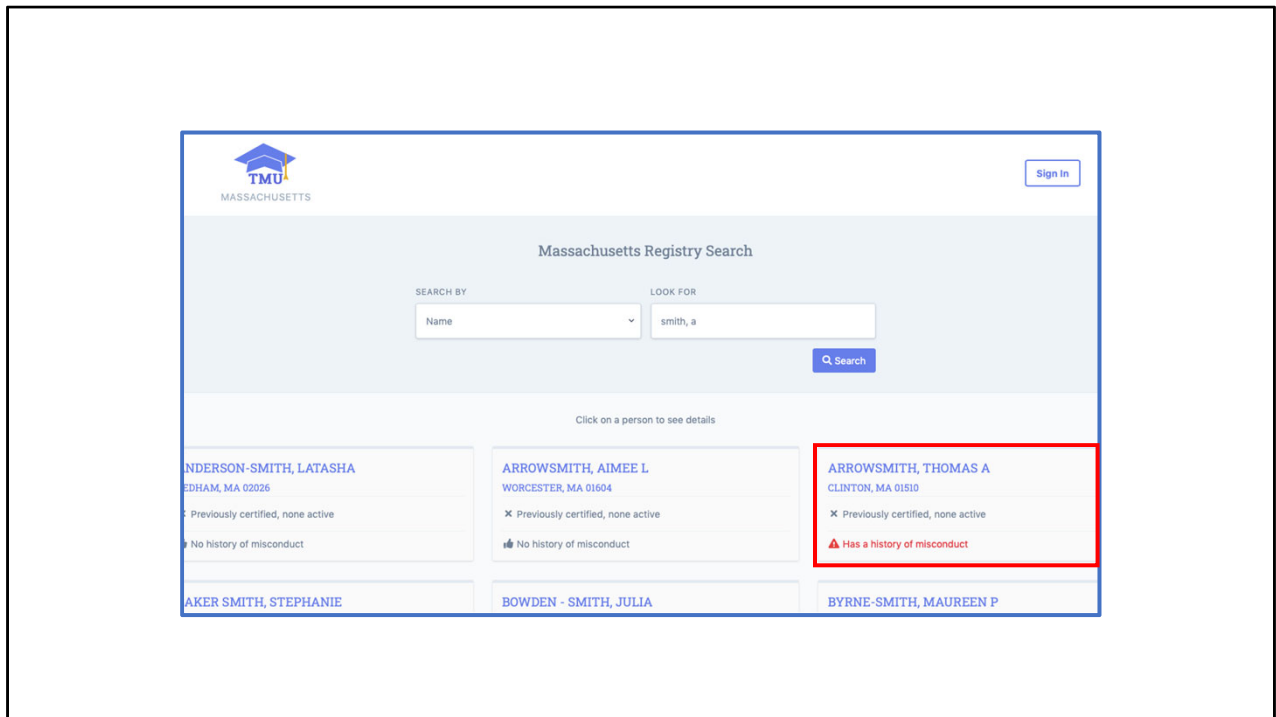 TMU
MASSACHUSETTS
Sign In
Massachusetts Registry Search
SEARCH BY
LOOK FOR
Name
smith, a
Search
Click on a person to see details
NDERSON-SMITH, LATASHA
EDHAM, MA 02026
Previously certified, none active
No history of misconduct
ARROWSMITH, AIMEE L
WORCESTER, MA 01604
Previously certified, none active
No history of misconduct
ARROWSMITH, THOMAS A
CLINTON, MA 01510
Previously certified, none active
Has a history of misconduct
AKER SMITH, STEPHANIE
BOWDEN - SMITH, JULIA
BYRNE-SMITH, MAUREEN P